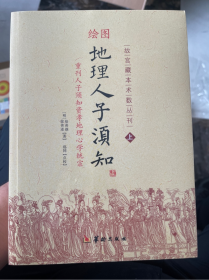 故宫藏本术数丛刊
上
绘图
地理人子須知
重刊人子须知资孝地理心学统宗
华龄出版社